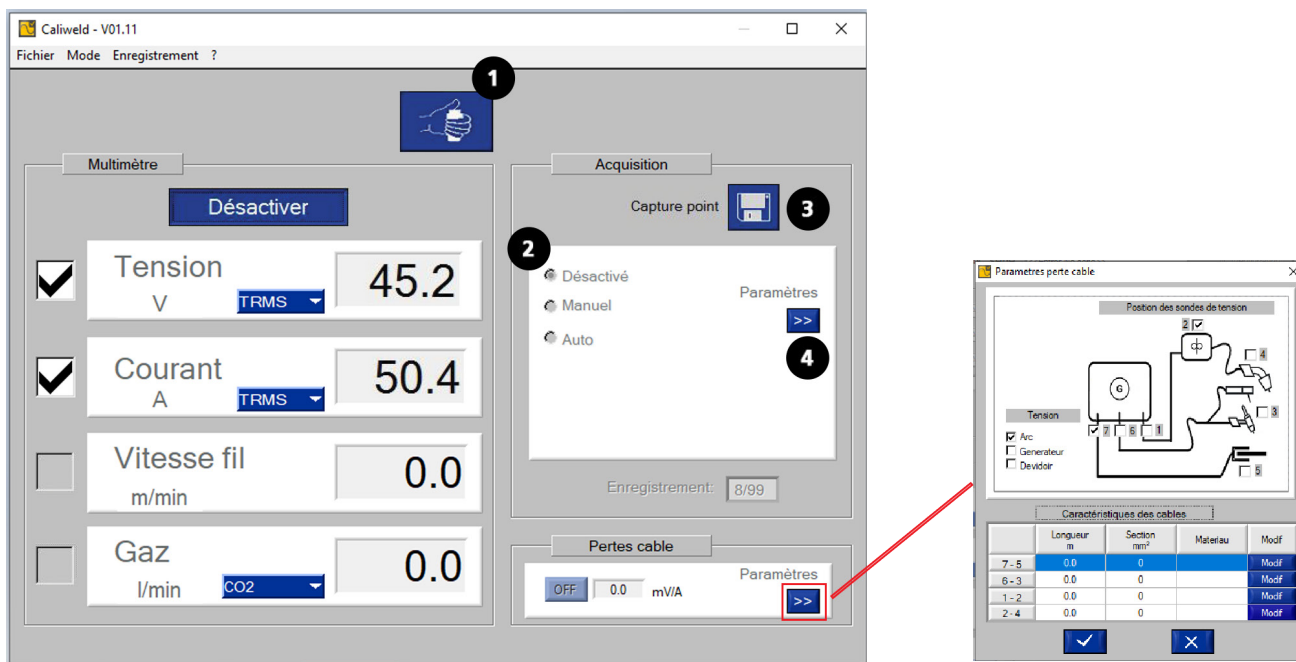 Caliweld - V01.11
Fichier Mode Enregistrement ?
1
Multimètre
Désactiver
Tension
V
TRMS
45.2
Courant
A
TRMS
50.4
Vitesse fil
m/min
0.0
Gaz
l/min
CO2
0.0
Acquisition
Capture point
3
2
Désactivé
Manuel
Auto
Paramètres
>>
4
Enregistrement: 8/99
Pertes cable
OFF 0.0 mV/A
Paramètres
>>
Parametres perte cable
Position des sondes de tension
2
4
G
3
Tension
7 6 1
Arc
Generateur
Devidoir
5
Caractéristiques des cables
Longueur m Section mm² Materiau Modif
7 - 5 0.0 0 Modif
6 - 3 0.0 0 Modif
1 - 2 0.0 0 Modif
2 - 4 0.0 0 Modif